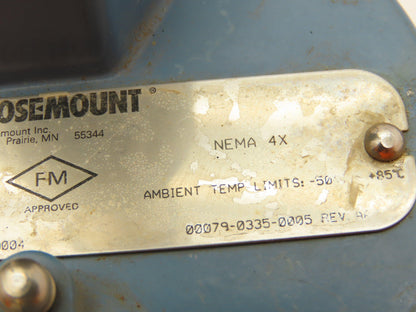 OSEMOUNT®
mount Inc.
Prairie, MN 55344
NEMA 4X
FM
APPROVED
AMBIENT TEMP LIMITS: -50 +85℃
00079-0335-0005 REV
0004